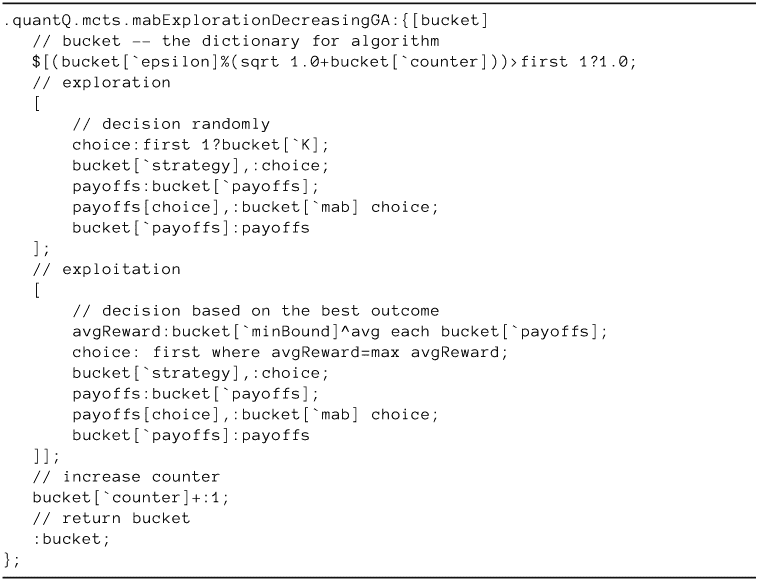 .quantQ.mcts.mabExplorationDecreasingGA:{[bucket]
   // bucket -- the dictionary for algorithm
   $[(bucket[`epsilon]%(sqrt 1.0+bucket[`counter]))>first 1?1.0;
   // exploration
   [
       // decision randomly
       choice:first 1?bucket[`K];
       bucket[`strategy],:choice;
       payoffs:bucket[`payoffs];
       payoffs[choice],:bucket[`mab] choice;
       bucket[`payoffs]:payoffs
   ];
   // exploitation
   [
       // decision based on the best outcome
       avgReward:bucket[`minBound]^avg each bucket[`payoffs];
       choice: first where avgReward=max avgReward;
       bucket[`strategy],:choice;
       payoffs:bucket[`payoffs];
       payoffs[choice],:bucket[`mab] choice;
       bucket[`payoffs]:payoffs
   ]];
   // increase counter
   bucket[`counter]+:1;
   // return bucket
   :bucket;
};